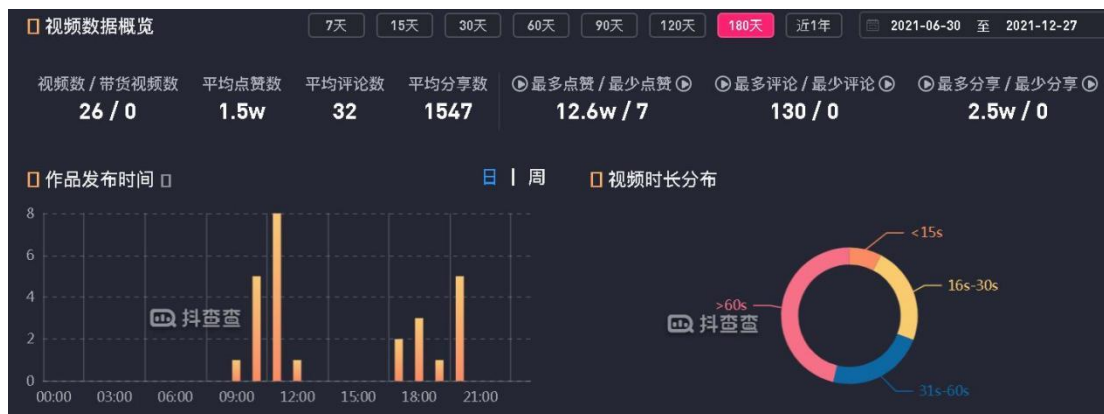 视频数据概览
7天 15天 30天 60天 90天 120天 180天 近1年 2021-06-30 至 2021-12-27
视频数 / 带货视频数 平均点赞数 平均评论数 平均分享数 最多点赞 / 最少点赞 最多评论 / 最少评论 最多分享 / 最少分享
26 / 0 1.5w 32 1547 12.6w / 7 130 / 0 2.5w / 0
作品发布时间 日 | 周
8
6
4
2
0
00:00 03:00 06:00 09:00 12:00 15:00 18:00 21:00
抖查查
视频时长分布
<15s
16s-30s
>60s
抖查查
31s-60s